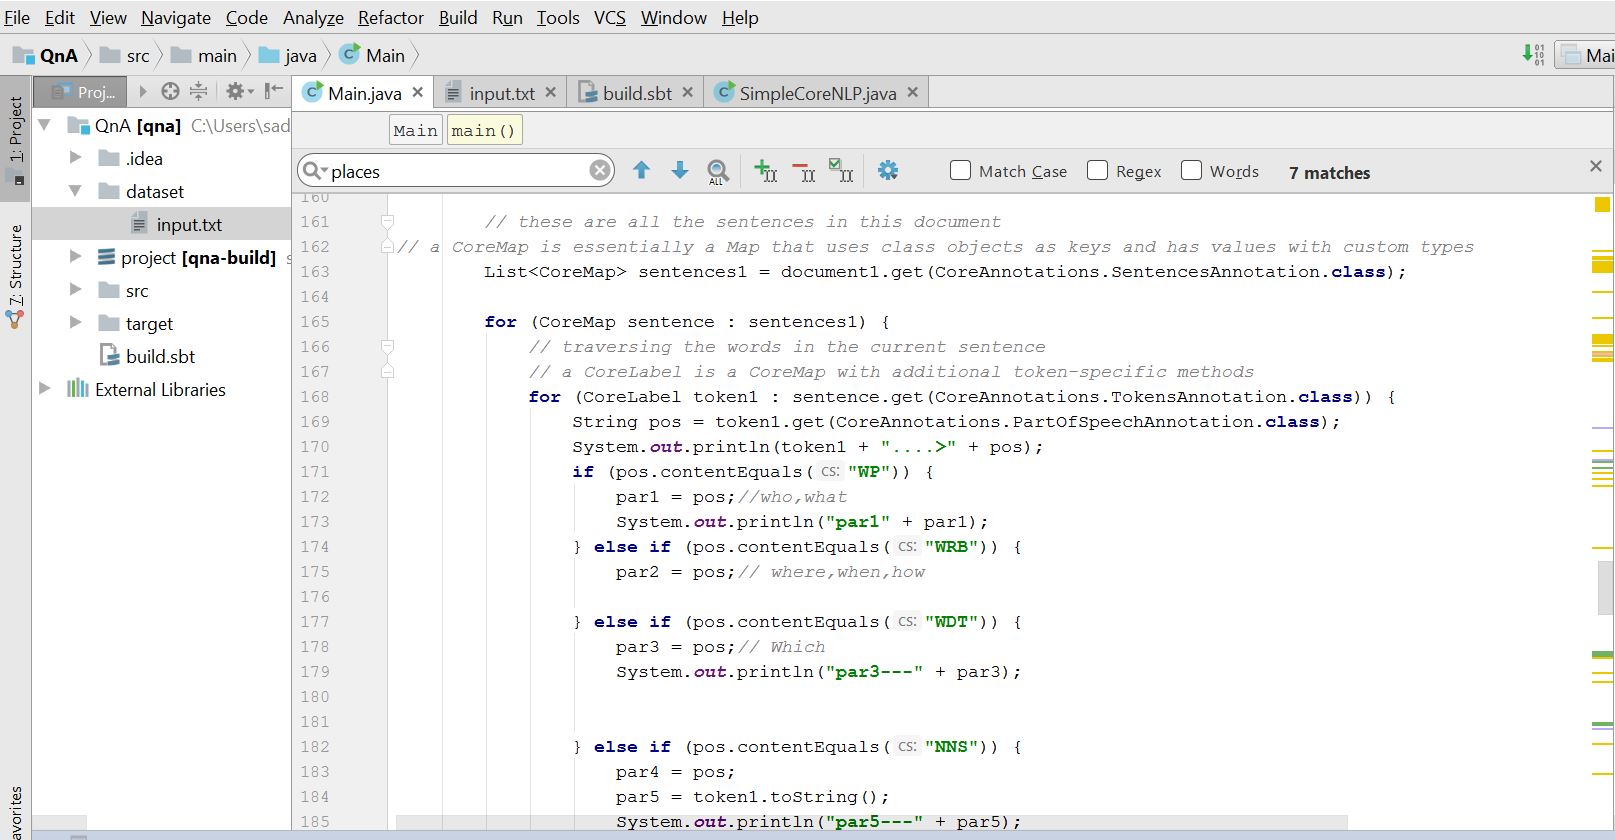 File Edit View Navigate Code Analyze Refactor Build Run Tools VCS Window Help
QnA src main java Main Mai
Proj... Main.java input.txt build.sbt SimpleCoreNLP.java
1: Project
7: Structure
avorites
QnA [qna] C:\Users\sad
.idea
dataset
input.txt
project [qna-build] s
src
target
build.sbt
External Libraries
Main main()
places ALL Match Case Regex Words 7 matches
160
161 // these are all the sentences in this document
162 // a CoreMap is essentially a Map that uses class objects as keys and has values with custom types
163 List<CoreMap> sentences1 = document1.get(CoreAnnotations.SentencesAnnotation.class);
164
165 for (CoreMap sentence : sentences1) {
166 // traversing the words in the current sentence
167 // a CoreLabel is a CoreMap with additional token-specific methods
168 for (CoreLabel token1 : sentence.get(CoreAnnotations.TokensAnnotation.class)) {
169 String pos = token1.get(CoreAnnotations.PartOfSpeechAnnotation.class);
170 System.out.println(token1 + "....>" + pos);
171 if (pos.contentEquals( cs: "WP")) {
172 par1 = pos;//who,what
173 System.out.println("par1" + par1);
174 } else if (pos.contentEquals( cs: "WRB")) {
175 par2 = pos;// where,when,how
176
177 } else if (pos.contentEquals( cs: "WDT")) {
178 par3 = pos;// Which
179 System.out.println("par3---" + par3);
180
181
182 } else if (pos.contentEquals( cs: "NNS")) {
183 par4 = pos;
184 par5 = token1.toString();
185 System.out.println("par5---" + par5);